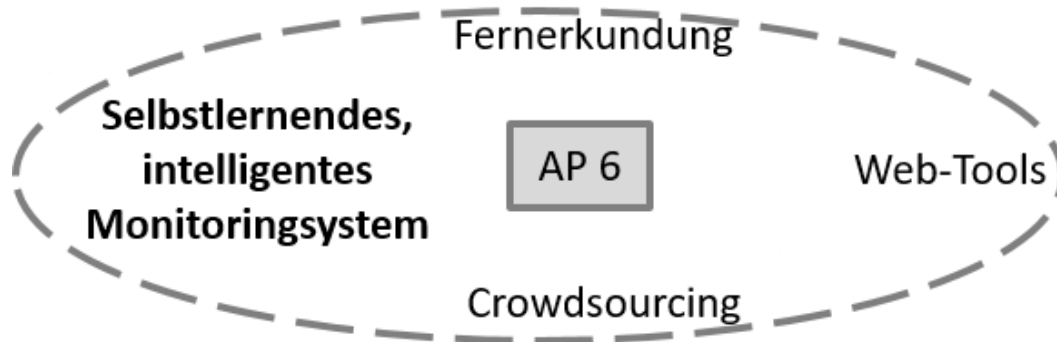 Fernerkundung
Selbstlernendes,
intelligentes
Monitoringsystem
AP 6
Web-Tools
Crowdsourcing